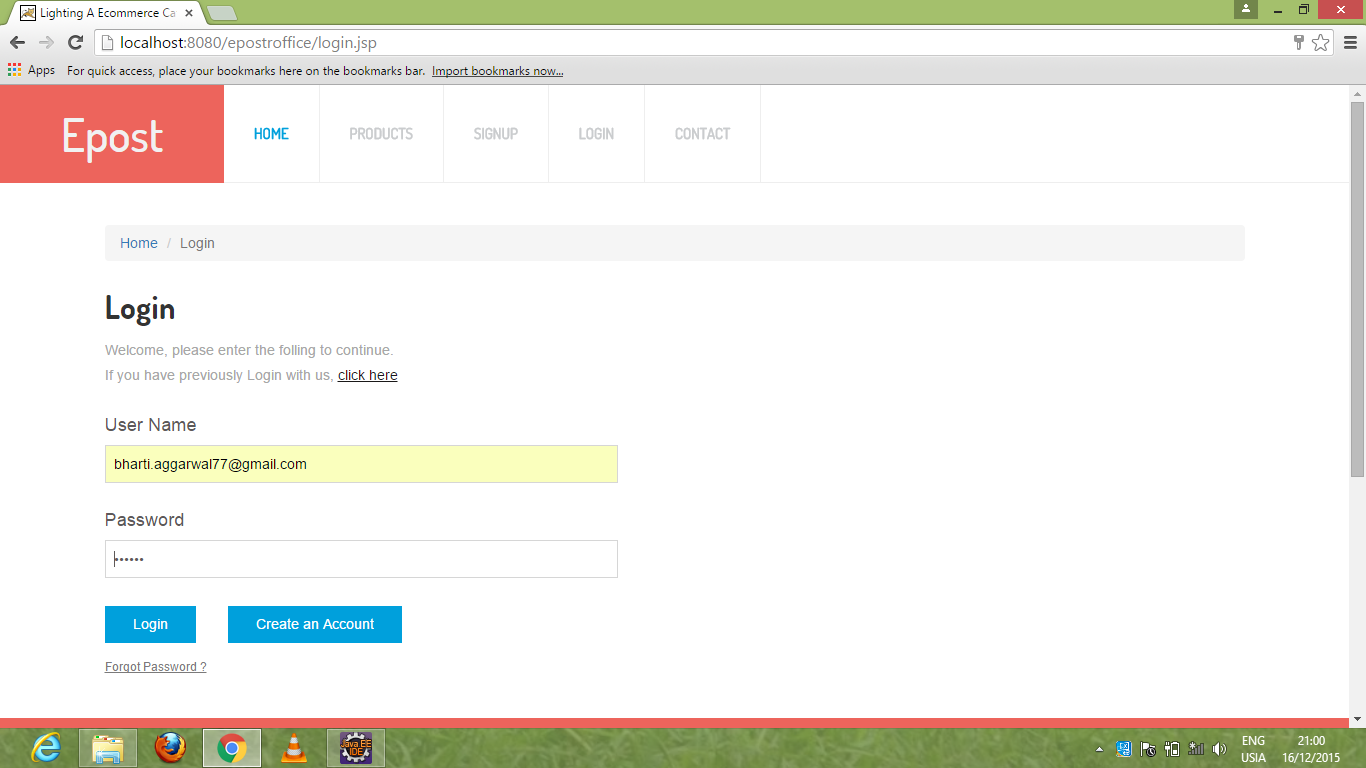 Lighting A Ecommerce Ca
localhost:8080/epostroffice/login.jsp
Apps For quick access, place your bookmarks here on the bookmarks bar. Import bookmarks now...
Epost
HOME PRODUCTS SIGNUP LOGIN CONTACT
Home / Login
Login
Welcome, please enter the folling to continue.
If you have previously Login with us, click here
User Name
bharti.aggarwal77@gmail.com
Password
••••••
Login Create an Account
Forgot Password ?
Java EE
IDE
ENG 21:00
USIA 16/12/2015